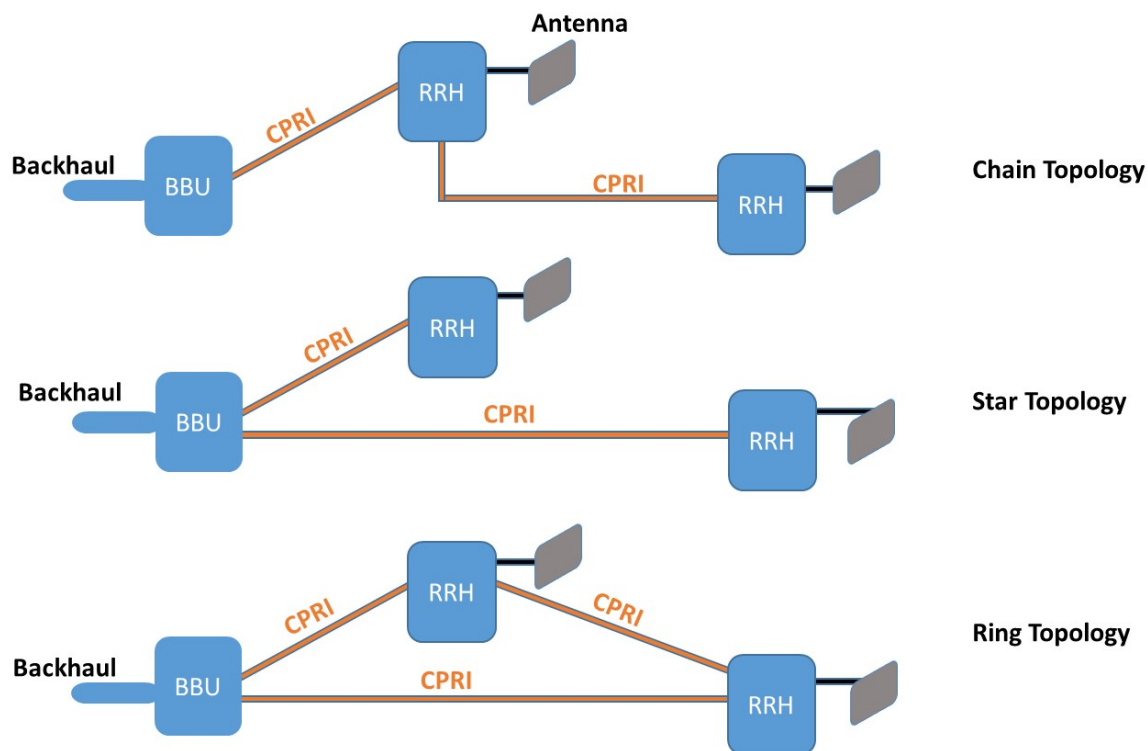 Antenna
RRH
CPRI
Backhaul
BBU
CPRI
RRH
Chain Topology
RRH
CPRI
Backhaul
BBU
CPRI
RRH
Star Topology
RRH
CPRI
CPRI
Backhaul
BBU
CPRI
RRH
Ring Topology